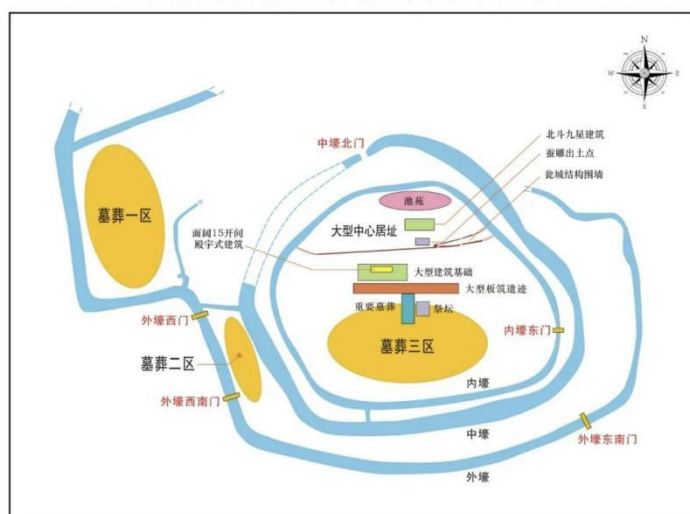 N
W
E
S
中壕北门
北斗九星建筑
蚕雕出土点
瓮城结构围墙
池苑
大型中心居址
墓葬一区
面阔15开间
殿宇式建筑
大型建筑基础
大型板筑遗迹
重要墓葬
祭坛
外壕西门
内壕东门
墓葬三区
墓葬二区
内壕
外壕西南门
中壕
外壕东南门
外壕